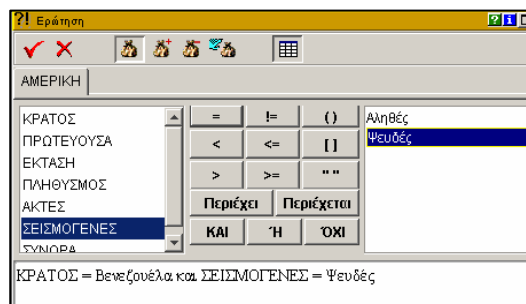 ?! Ερώτηση
ΑΜΕΡΙΚΗ
ΚΡΑΤΟΣ
ΠΡΩΤΕΥΟΥΣΑ
ΕΚΤΑΣΗ
ΠΛΗΘΥΣΜΟΣ
ΑΚΤΕΣ
ΣΕΙΣΜΟΓΕΝΕΣ
ΣΥΝΟΡΑ
= != ()
< <= []
> >= " "
Περιέχει Περιέχεται
ΚΑΙ Ή ΌΧΙ
Αληθές
Ψευδές
ΚΡΑΤΟΣ = Βενεζουέλα και ΣΕΙΣΜΟΓΕΝΕΣ = Ψευδές